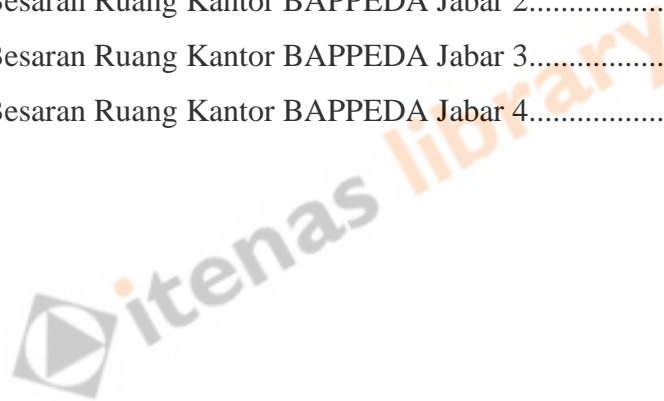 Besaran Ruang Kantor BAPPEDA Jabar 2.................
Besaran Ruang Kantor BAPPEDA Jabar 3.................
Besaran Ruang Kantor BAPPEDA Jabar 4.................
itenas library